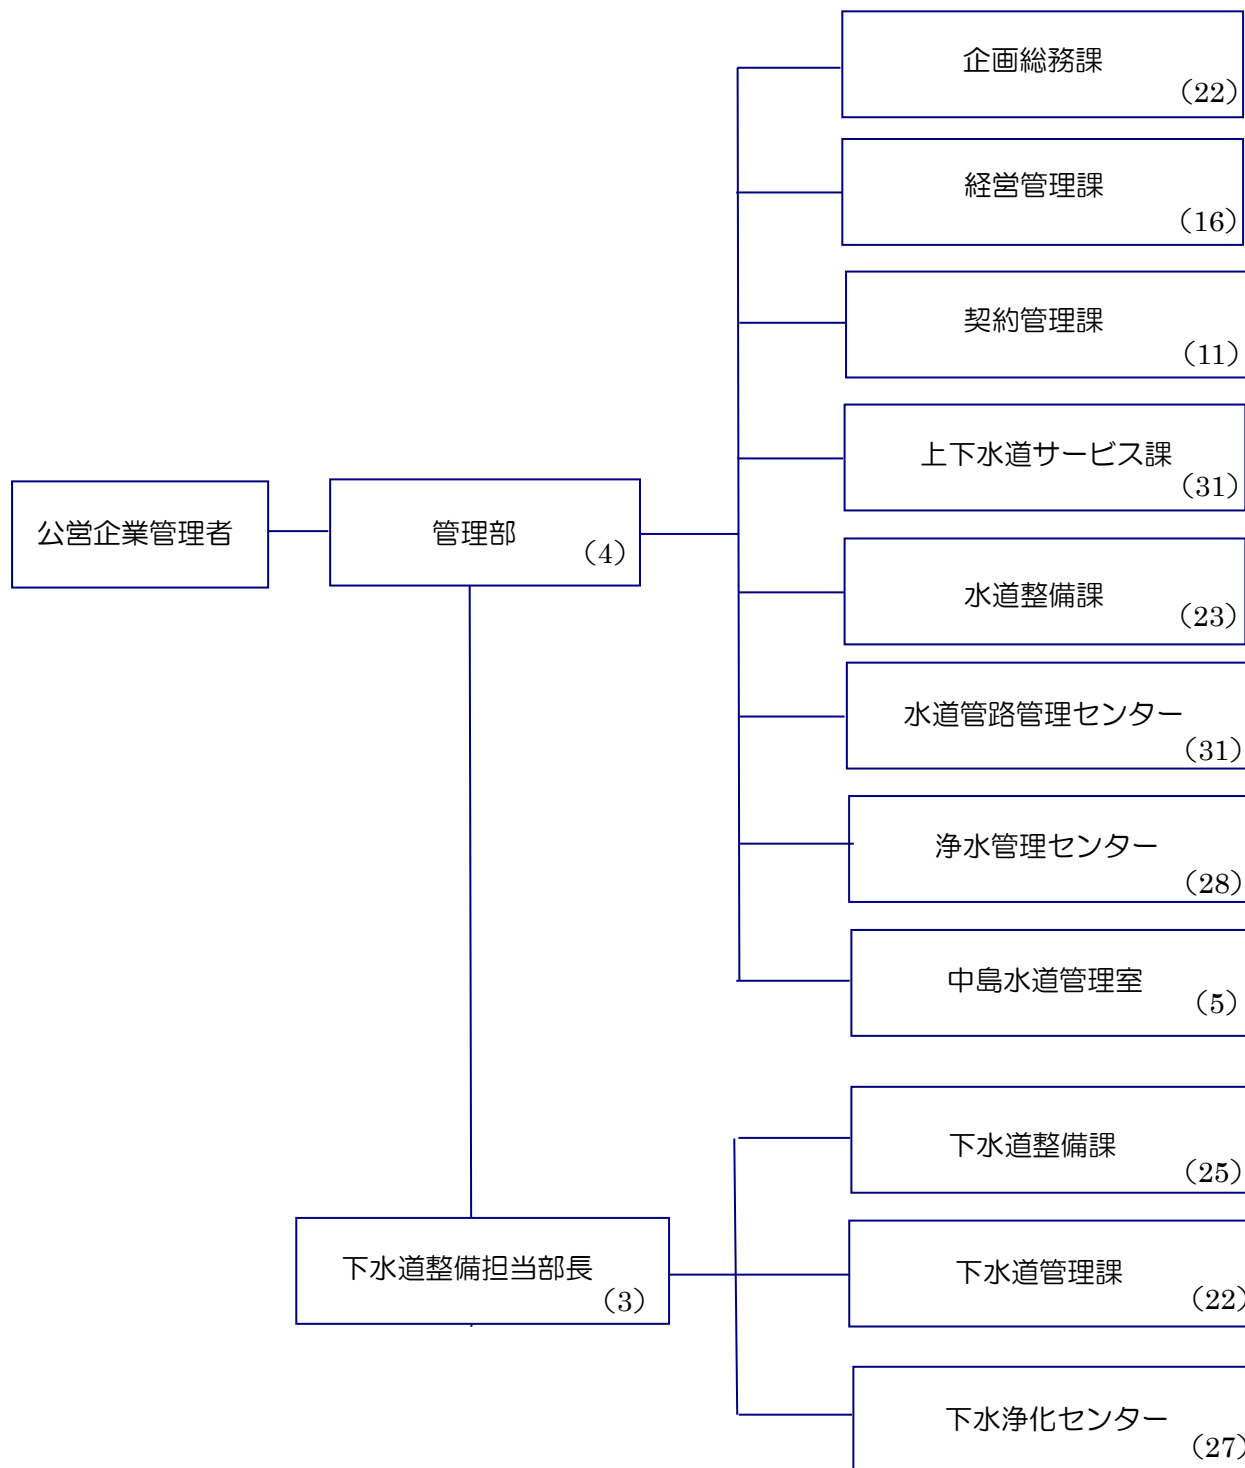 企画総務課
（22）
経営管理課
（16）
契約管理課
（11）
上下水道サービス課
（31）
公営企業管理者
管理部
（4）
水道整備課
（23）
水道管路管理センター
（31）
浄水管理センター
（28）
中島水道管理室
（5）
下水道整備課
（25）
下水道整備担当部長
（3）
下水道管理課
（22）
下水浄化センター
（27）